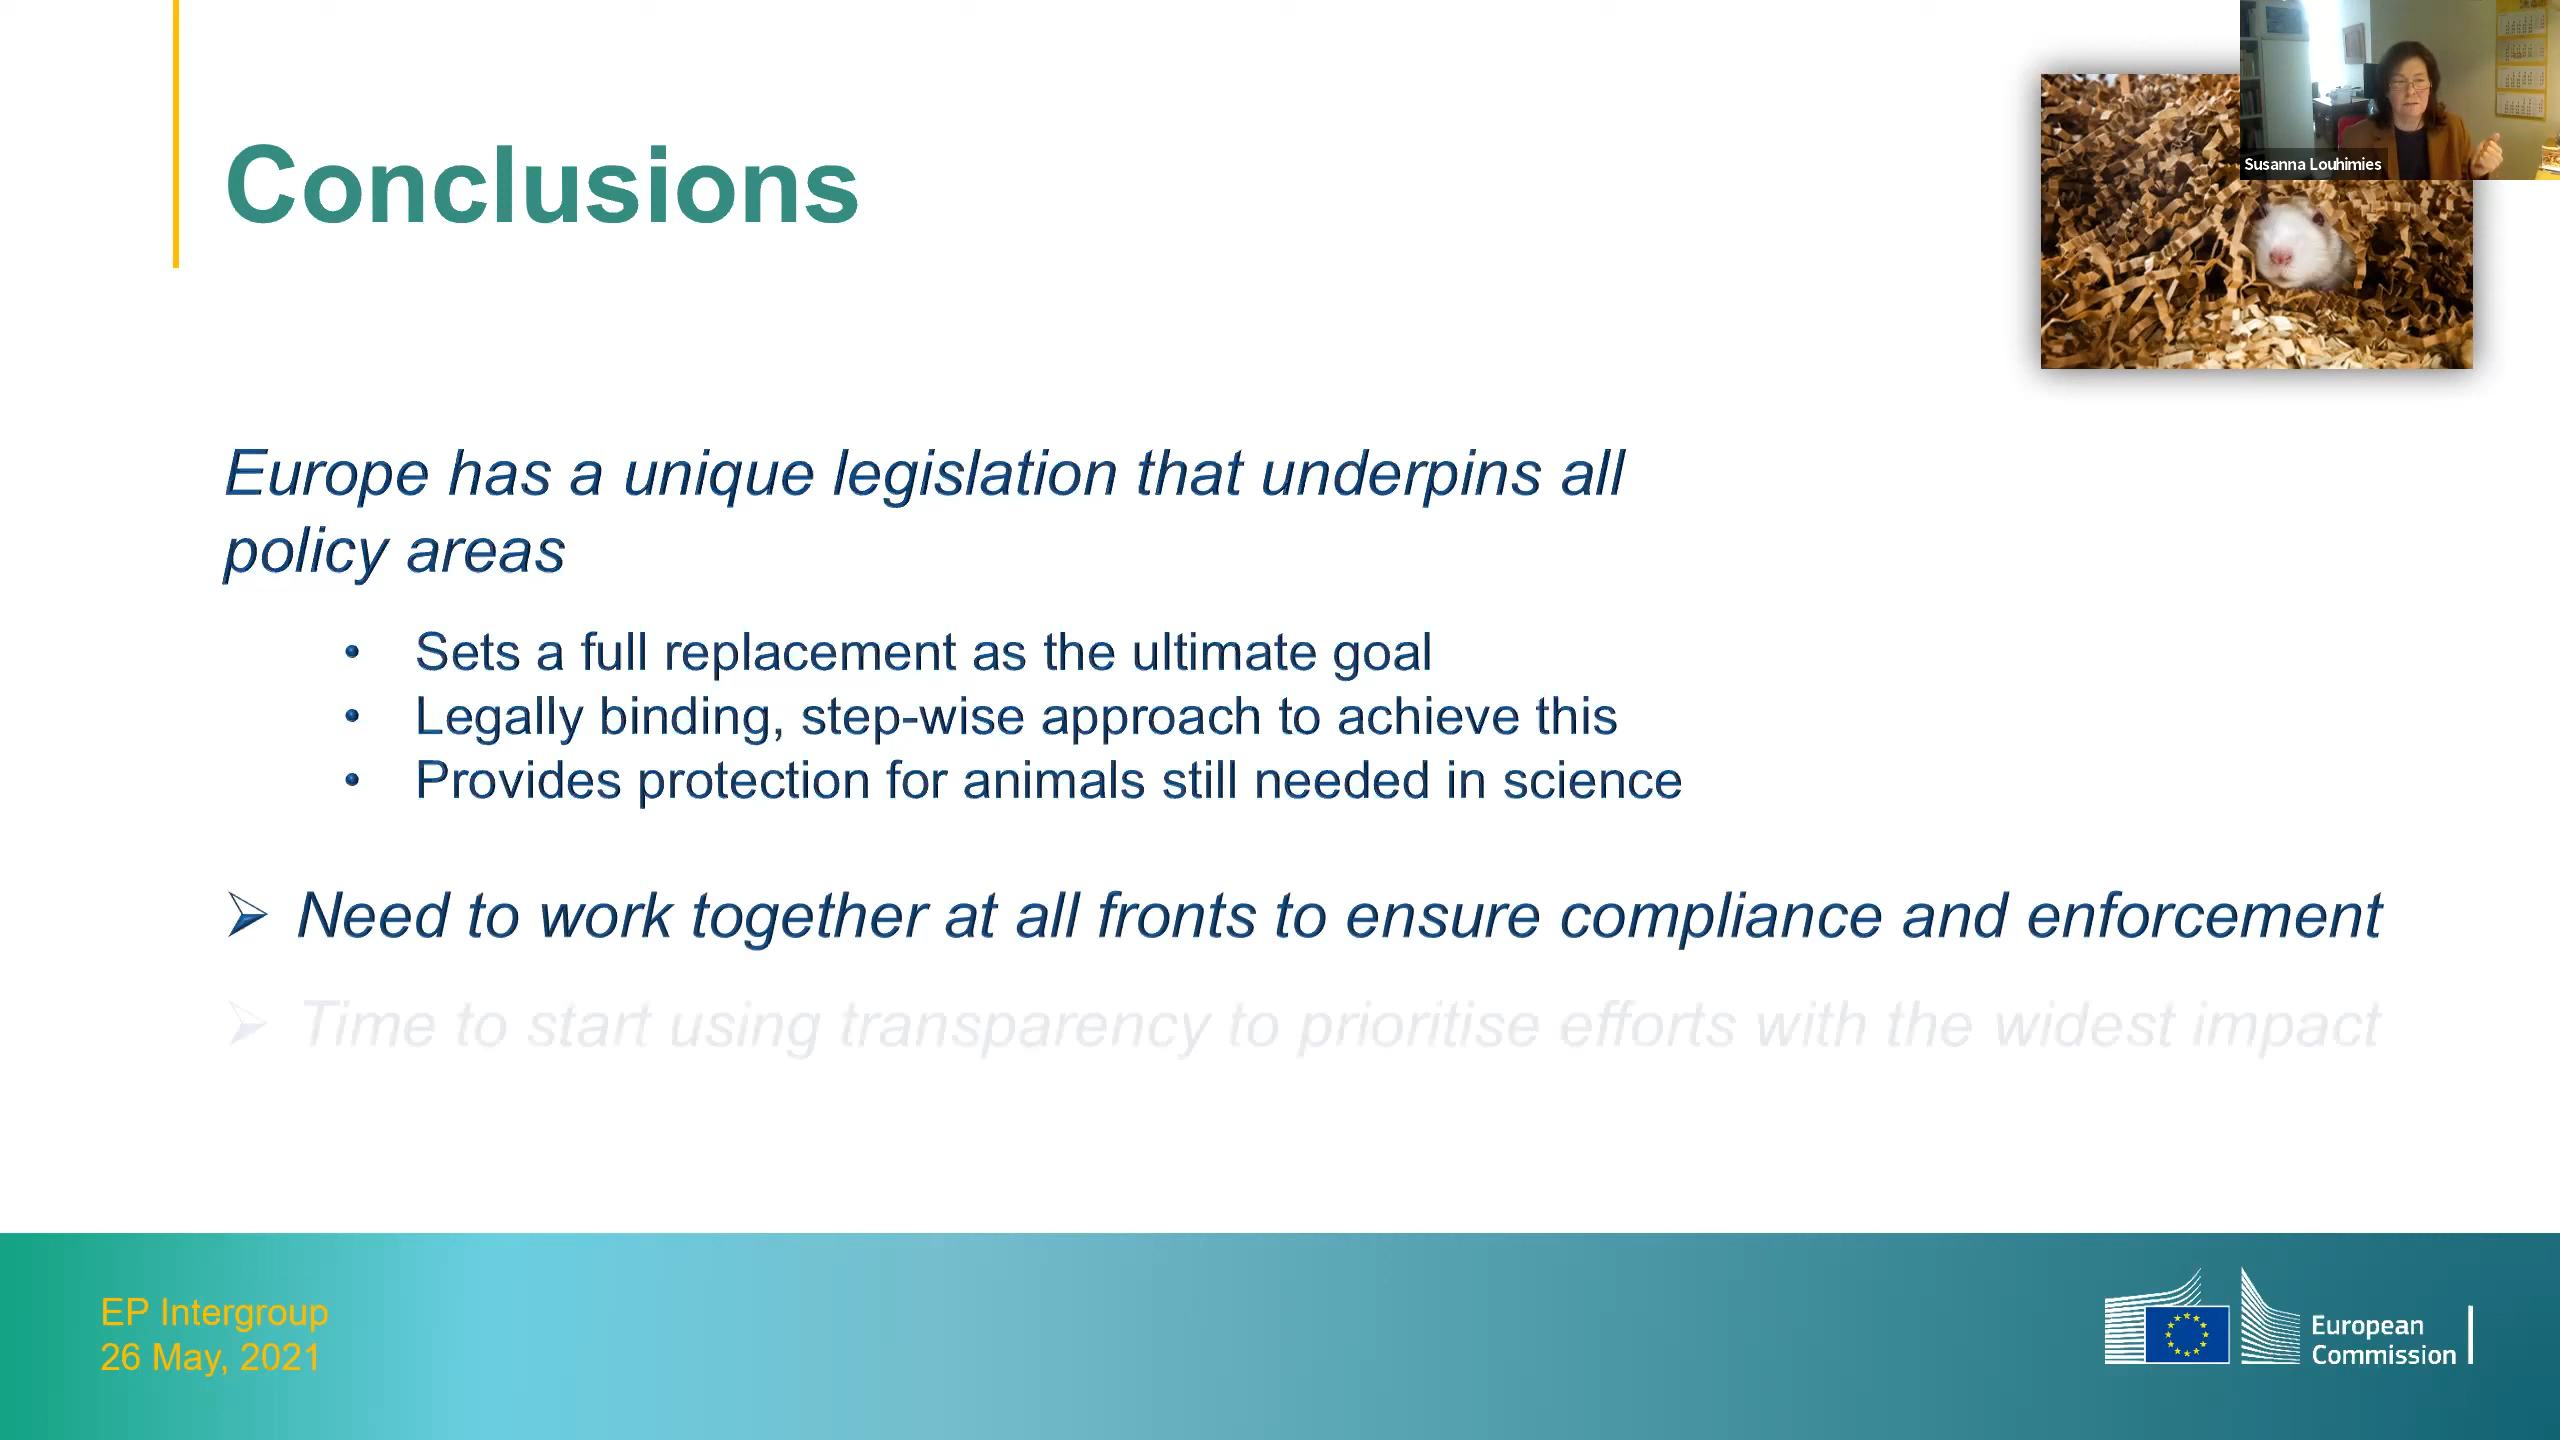 Susanna Louhimies
Conclusions
Europe has a unique legislation that underpins all
policy areas
• Sets a full replacement as the ultimate goal
• Legally binding, step-wise approach to achieve this
• Provides protection for animals still needed in science
➢ Need to work together at all fronts to ensure compliance and enforcement
➢ Time to start using transparency to prioritise efforts with the widest impact
EP Intergroup
26 May, 2021
European
Commission